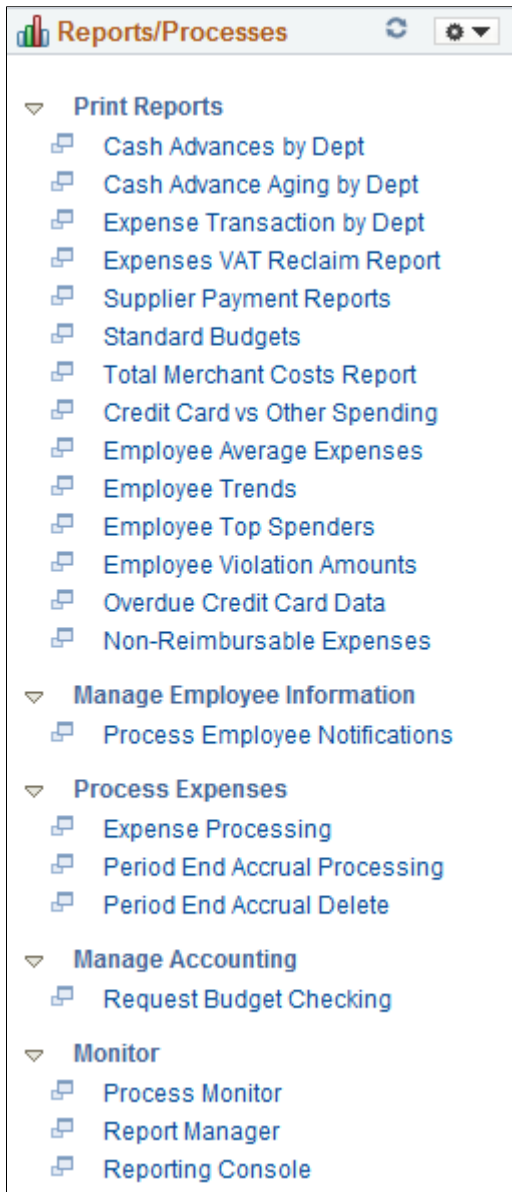 Reports/Processes
Print Reports
Cash Advances by Dept
Cash Advance Aging by Dept
Expense Transaction by Dept
Expenses VAT Reclaim Report
Supplier Payment Reports
Standard Budgets
Total Merchant Costs Report
Credit Card vs Other Spending
Employee Average Expenses
Employee Trends
Employee Top Spenders
Employee Violation Amounts
Overdue Credit Card Data
Non-Reimbursable Expenses
Manage Employee Information
Process Employee Notifications
Process Expenses
Expense Processing
Period End Accrual Processing
Period End Accrual Delete
Manage Accounting
Request Budget Checking
Monitor
Process Monitor
Report Manager
Reporting Console